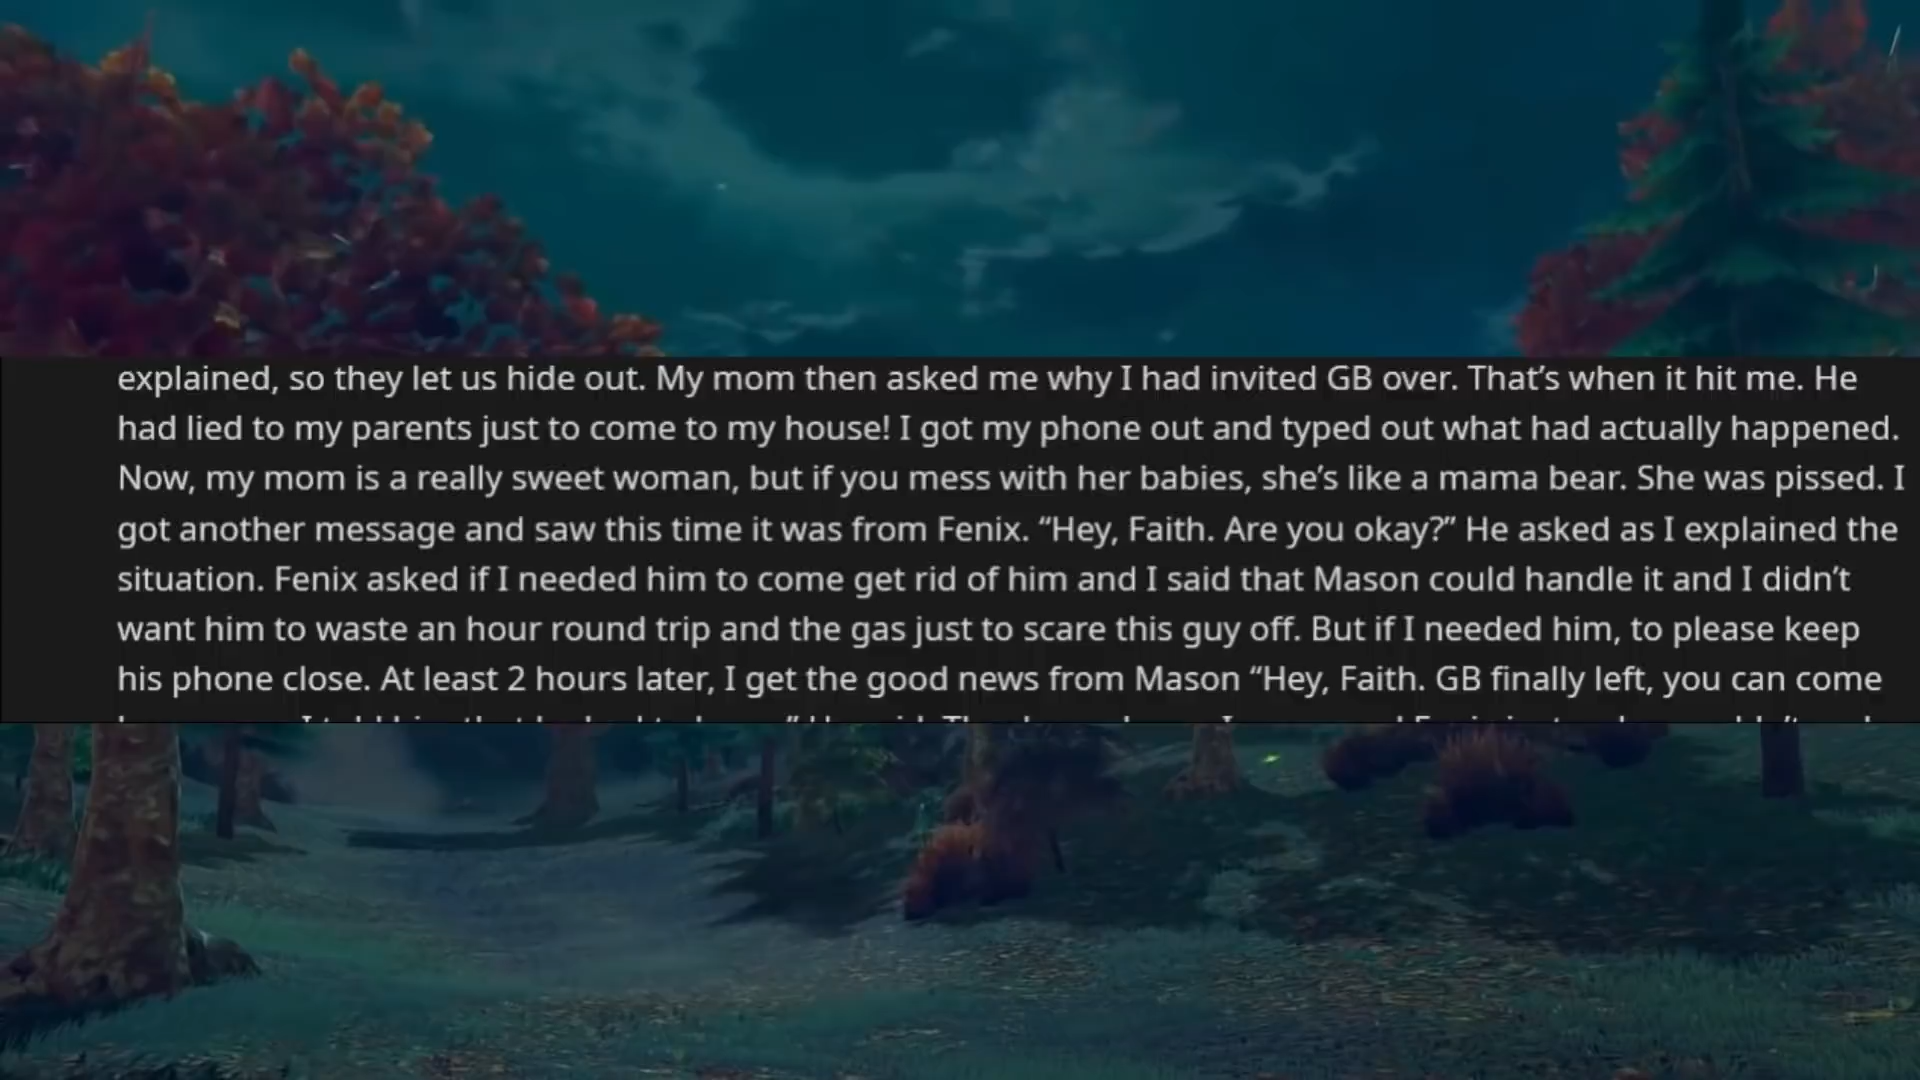 explained, so they let us hide out. My mom then asked me why I had invited GB over. That’s when it hit me. He
had lied to my parents just to come to my house! I got my phone out and typed out what had actually happened.
Now, my mom is a really sweet woman, but if you mess with her babies, she’s like a mama bear. She was pissed. I
got another message and saw this time it was from Fenix. “Hey, Faith. Are you okay?” He asked as I explained the
situation. Fenix asked if I needed him to come get rid of him and I said that Mason could handle it and I didn’t
want him to waste an hour round trip and the gas just to scare this guy off. But if I needed him, to please keep
his phone close. At least 2 hours later, I get the good news from Mason “Hey, Faith. GB finally left, you can come